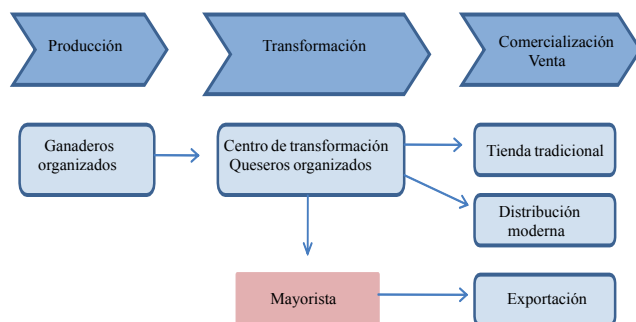 Producción
Transformación
Comercialización
Venta
Ganaderos
organizados
Centro de transformación
Queseros organizados
Tienda tradicional
Distribución
moderna
Mayorista
Exportación